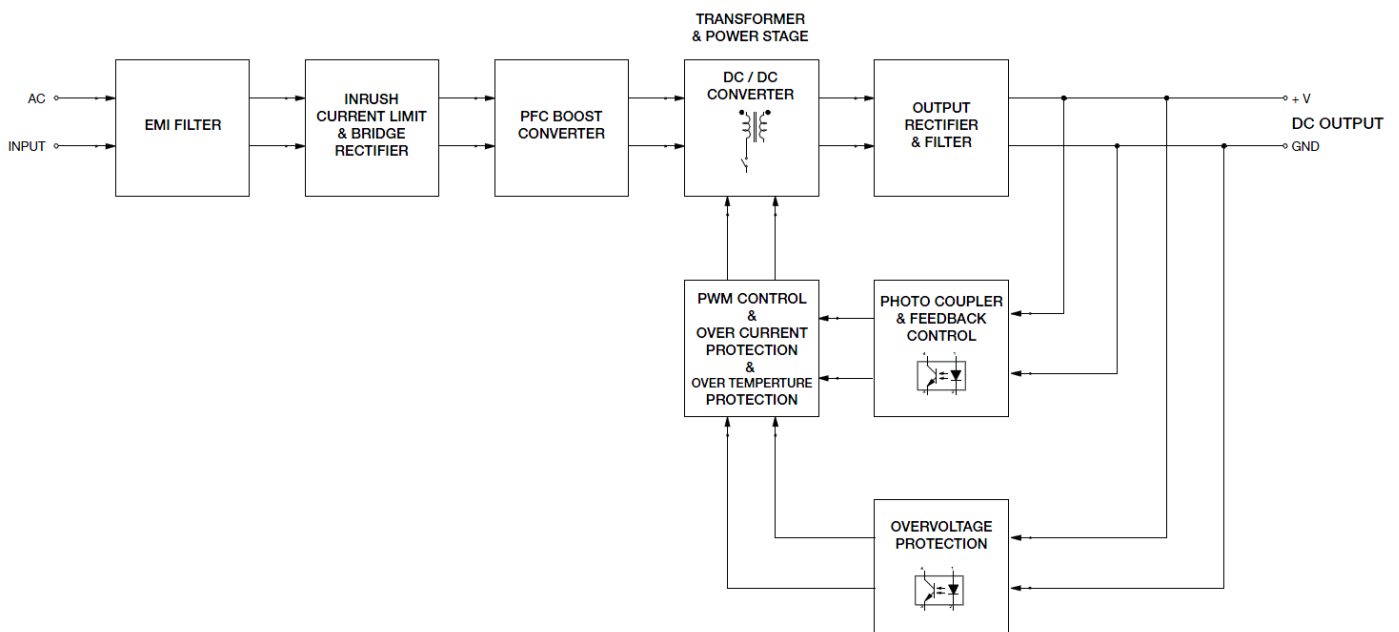 TRANSFORMER
& POWER STAGE
AC
INPUT
EMI FILTER
INRUSH
CURRENT LIMIT
& BRIDGE
RECTIFIER
PFC BOOST
CONVERTER
DC / DC
CONVERTER
OUTPUT
RECTIFIER
& FILTER
+ V
DC OUTPUT
GND
PWM CONTROL
&
OVER CURRENT
PROTECTION
&
OVER TEMPERTURE
PROTECTION
PHOTO COUPLER
& FEEDBACK
CONTROL
OVERVOLTAGE
PROTECTION